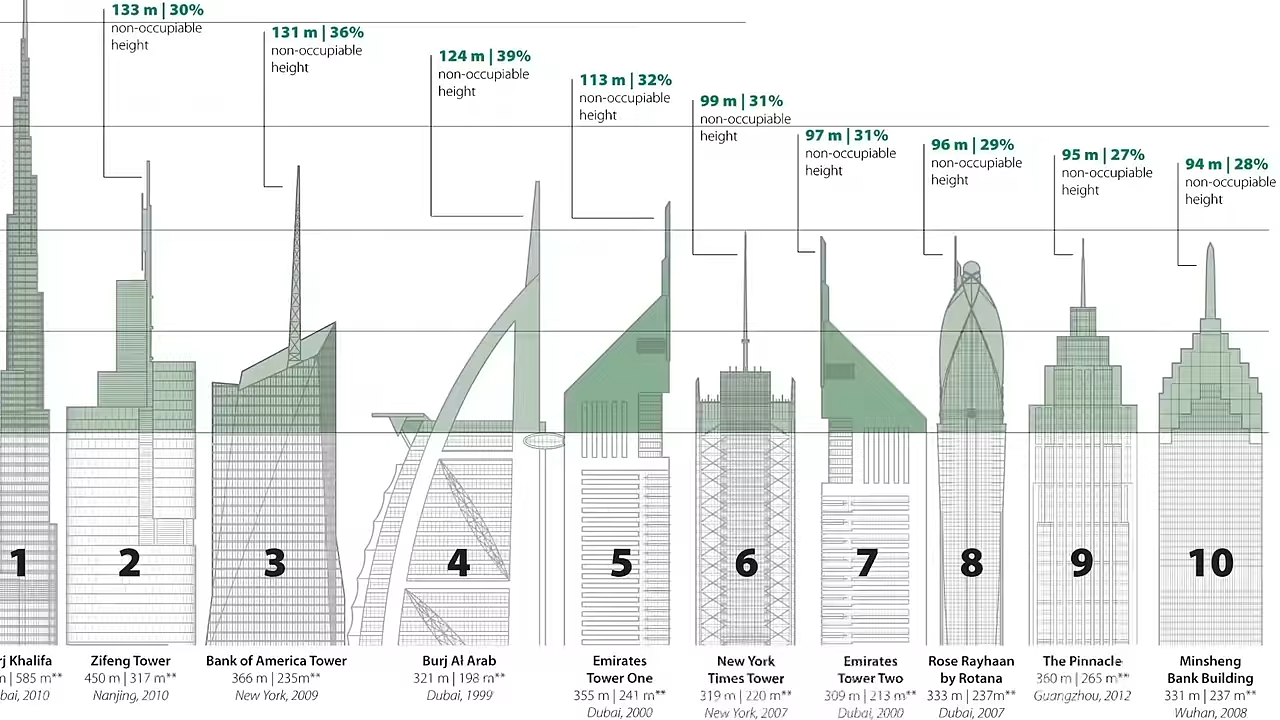 133 m | 30%
non-occupiable
height
131 m | 36%
non-occupiable
height
124 m | 39%
non-occupiable
height
113 m | 32%
non-occupiable
height
99 m | 31%
non-occupiable
height
97 m | 31%
non-occupiable
height
96 m | 29%
non-occupiable
height
95 m | 27%
non-occupiable
height
94 m | 28%
non-occupiable
height
1
2
3
4
5
6
7
8
9
10
rj Khalifa
m | 585 m**
bai, 2010
Zifeng Tower
450 m | 317 m**
Nanjing, 2010
Bank of America Tower
366 m | 235m**
New York, 2009
Burj Al Arab
321 m | 198 m**
Dubai, 1999
Emirates
Tower One
355 m | 241 m**
Dubai, 2000
New York
Times Tower
319 m | 220 m**
New York, 2007
Emirates
Tower Two
309 m | 213 m**
Dubai, 2000
Rose Rayhaan
by Rotana
333 m | 237m**
Dubai, 2007
The Pinnacle
360 m | 265 m**
Guangzhou, 2012
Minsheng
Bank Building
331 m | 237 m**
Wuhan, 2008